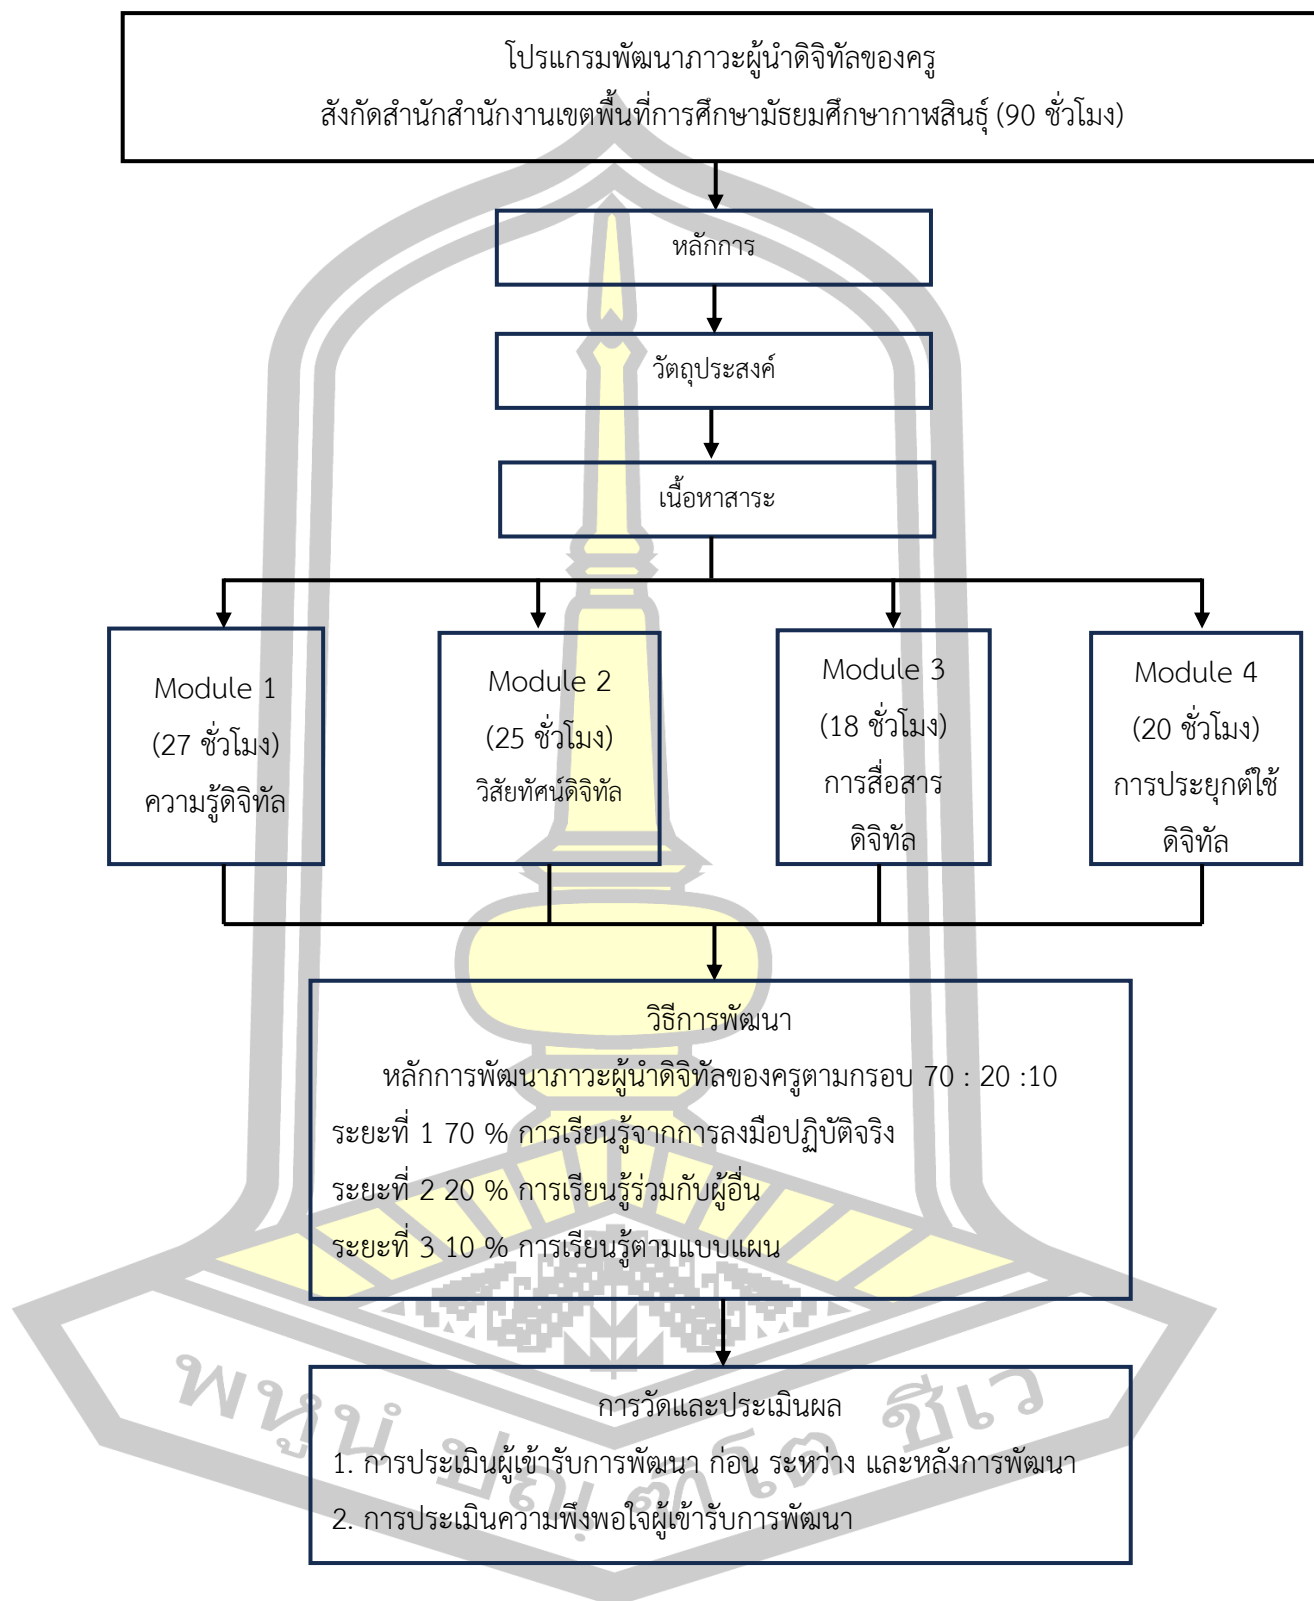 โปรแกรมพัฒนาภาวะผู้นำดิจิทัลของครู
สังกัดสำนักสำนักงานเขตพื้นที่การศึกษามัธยมศึกษากาฬสินธุ์ (90 ชั่วโมง)
หลักการ
วัตถุประสงค์
เนื้อหาสาระ
Module 1
(27 ชั่วโมง)
ความรู้ดิจิทัล
Module 2
(25 ชั่วโมง)
วิสัยทัศน์ดิจิทัล
Module 3
(18 ชั่วโมง)
การสื่อสาร
ดิจิทัล
Module 4
(20 ชั่วโมง)
การประยุกต์ใช้
ดิจิทัล
วิธีการพัฒนา
หลักการพัฒนาภาวะผู้นำดิจิทัลของครูตามกรอบ 70 : 20 :10
ระยะที่ 1 70 % การเรียนรู้จากการลงมือปฏิบัติจริง
ระยะที่ 2 20 % การเรียนรู้ร่วมกับผู้อื่น
ระยะที่ 3 10 % การเรียนรู้ตามแบบแผน
การวัดและประเมินผล
1. การประเมินผู้เข้ารับการพัฒนา ก่อน ระหว่าง และหลังการพัฒนา
2. การประเมินความพึงพอใจผู้เข้ารับการพัฒนา
พหูนํ ปณฺฑิโต ชีเว